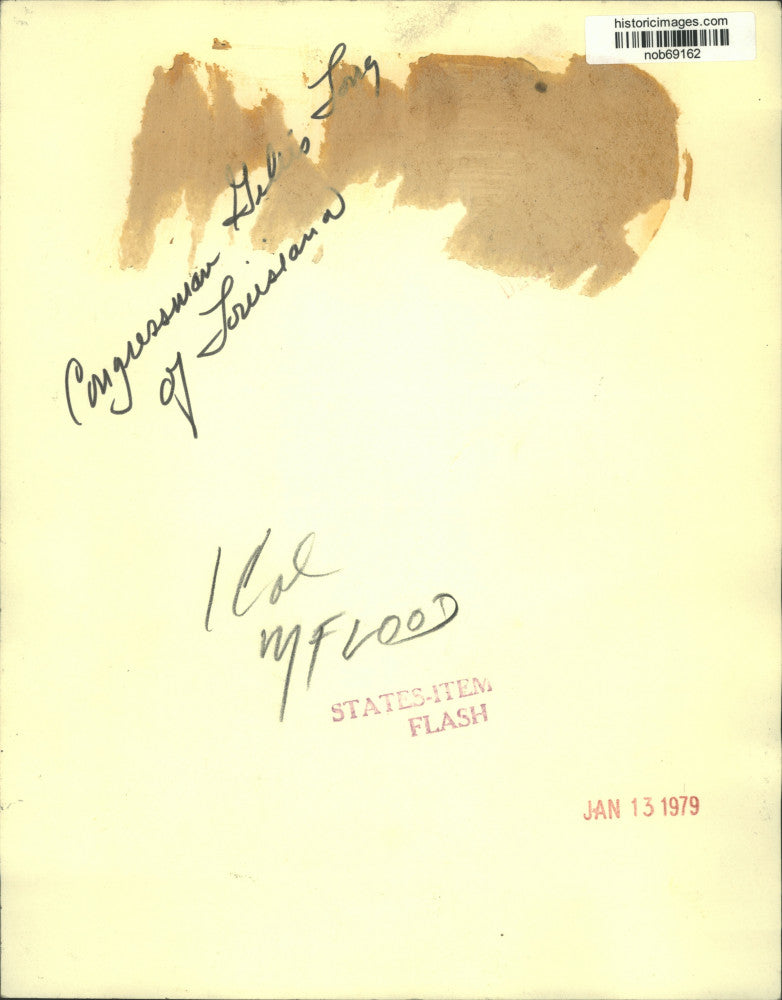 historicimages.com
nob69162
Congressman Gillis Long
of Louisiana
1 Col
MFLOOD
STATES-ITEM
FLASH
JAN 13 1979